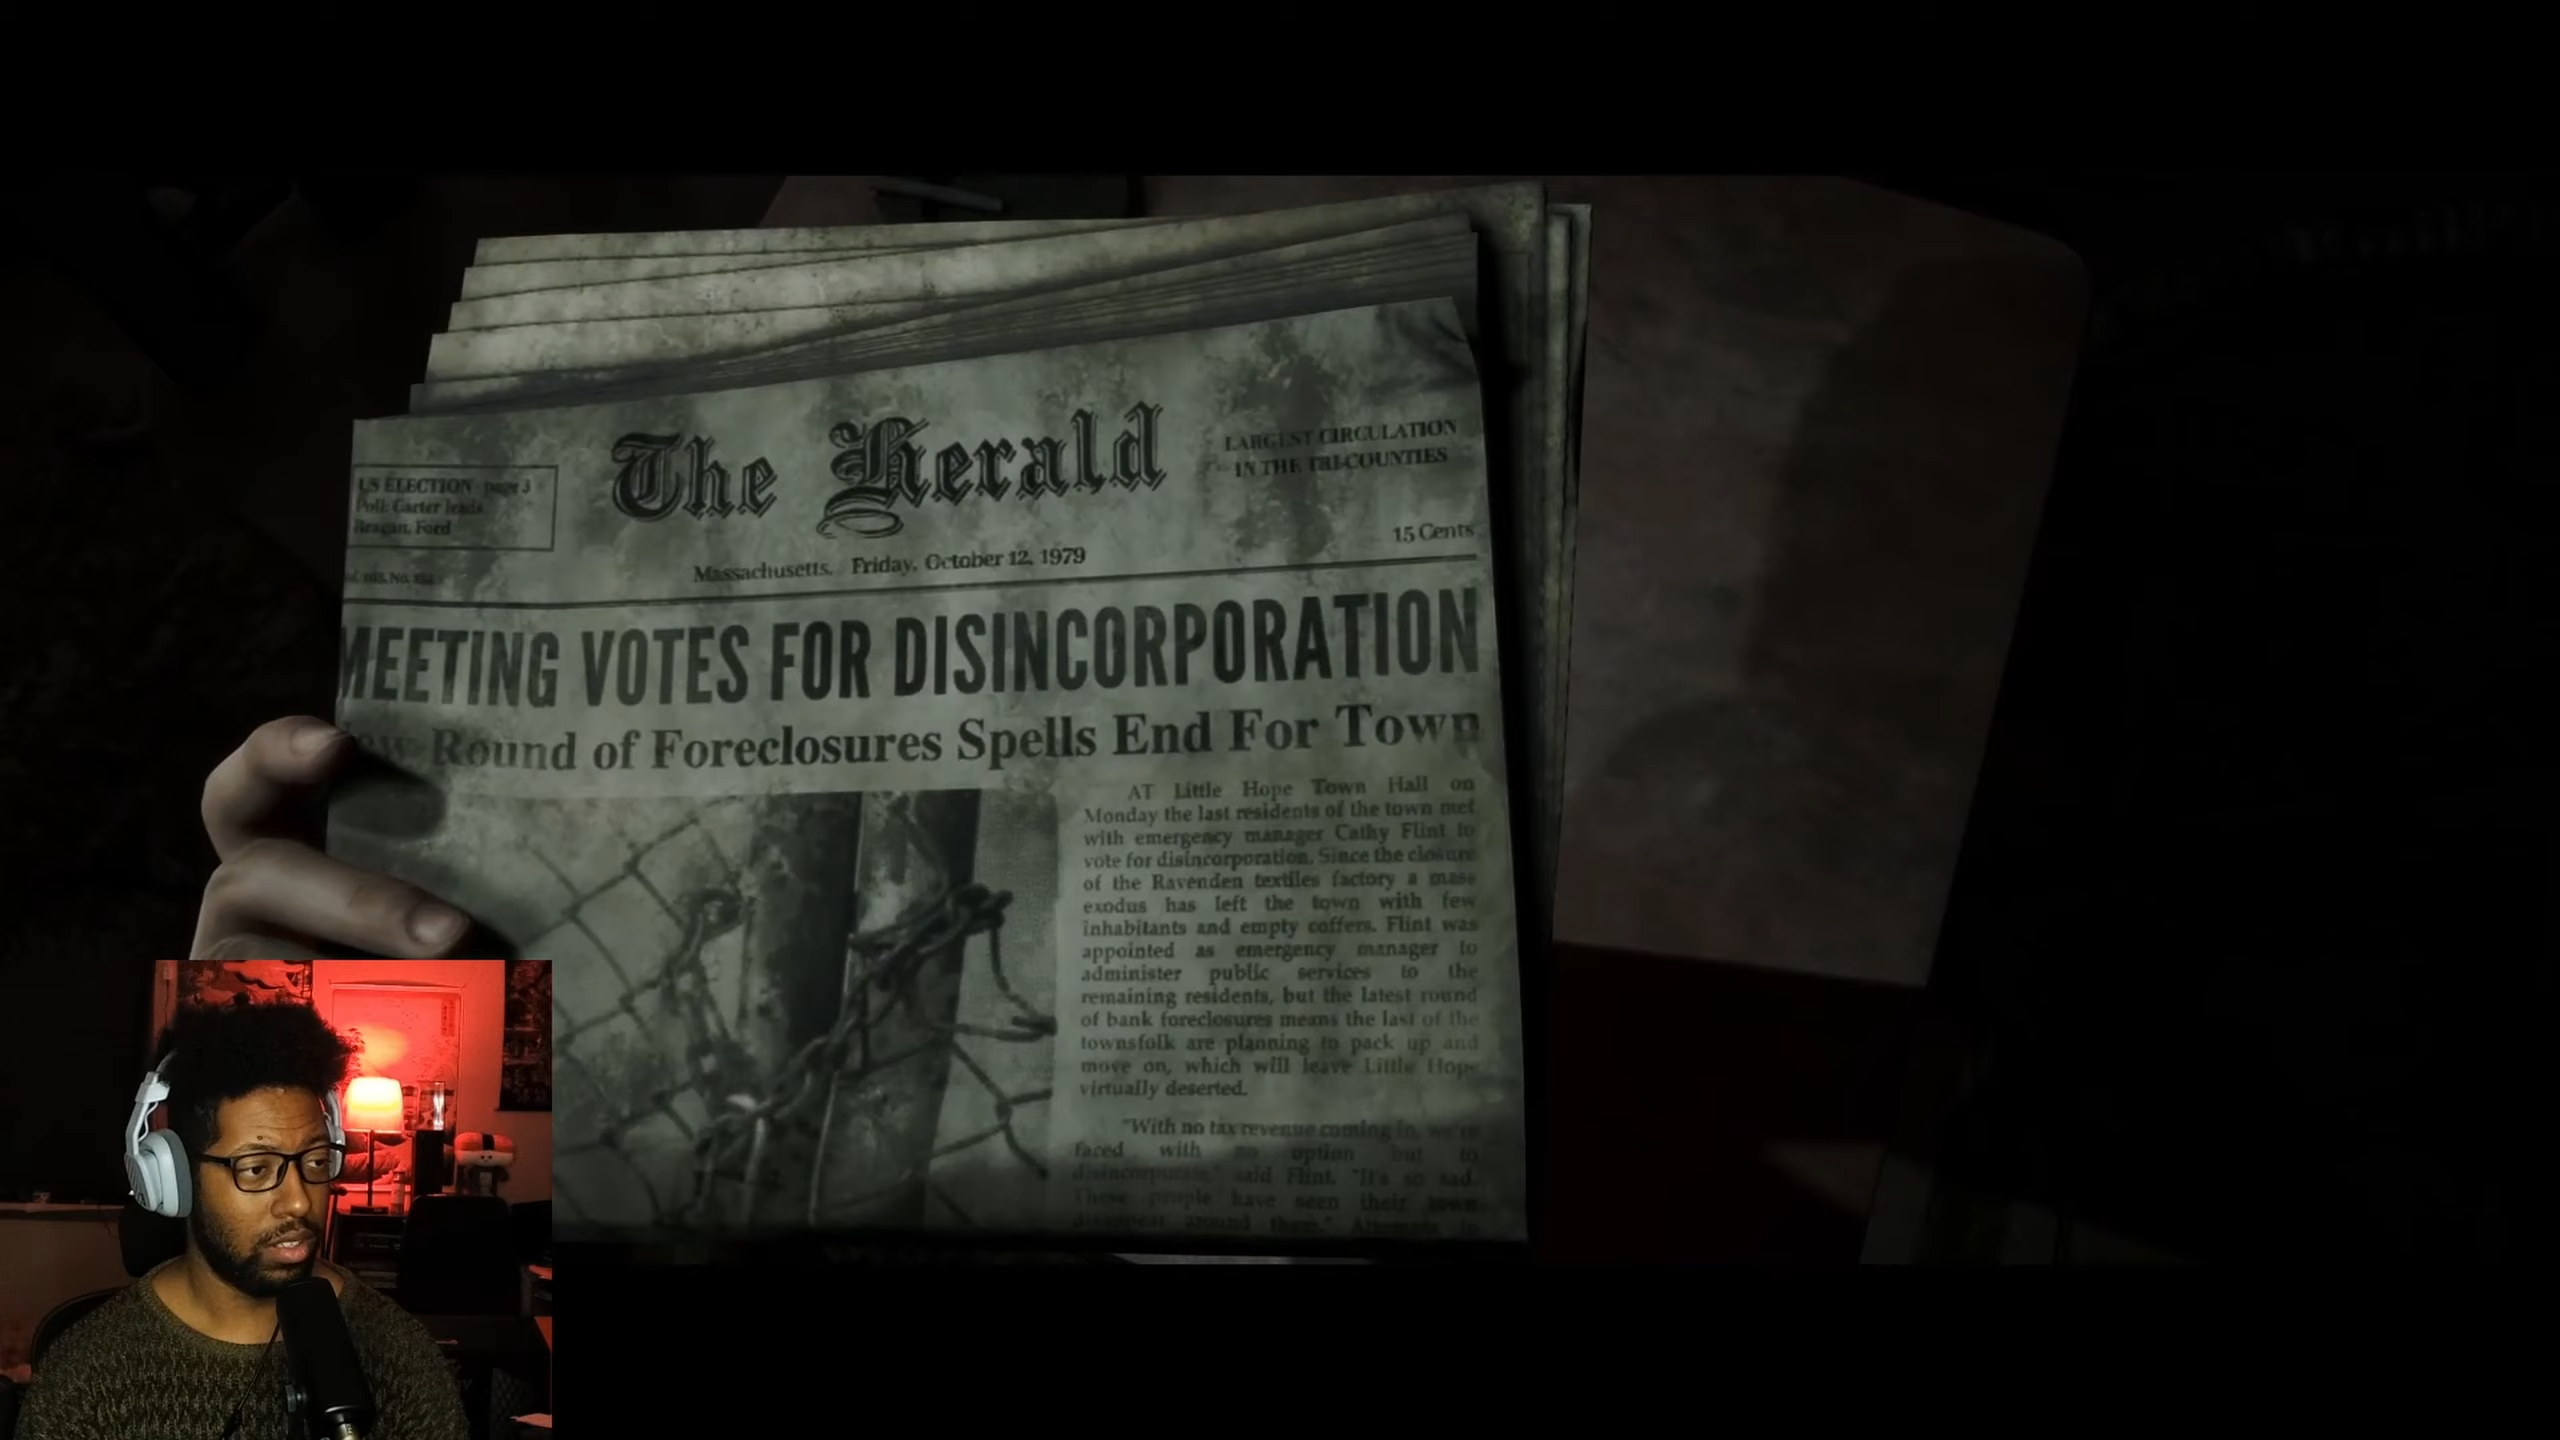 The Herald
LARGEST CIRCULATION
IN THE TRI-COUNTIES
US ELECTION page 3
Poll: Carter leads
Reagan, Ford
15 Cents
Massachusetts, Friday, October 12, 1979
MEETING VOTES FOR DISINCORPORATION
Round of Foreclosures Spells End For Town
AT Little Hope Town Hall on
Monday the last residents of the town met
with emergency manager Cathy Flint to
vote for disincorporation. Since the closure
of the Ravenden textiles factory a mass
exodus has left the town with few
inhabitants and empty coffers. Flint was
appointed as emergency manager to
administer public services to the
remaining residents, but the latest round
of bank foreclosures means the last of the
townsfolk are planning to pack up and
move on, which will leave Little Hope
virtually deserted.
"With no tax revenue coming in, we're
faced with no option but to
disincorporate," said Flint. "It's so sad.
These people have seen their town
disappear around them." Attempts to